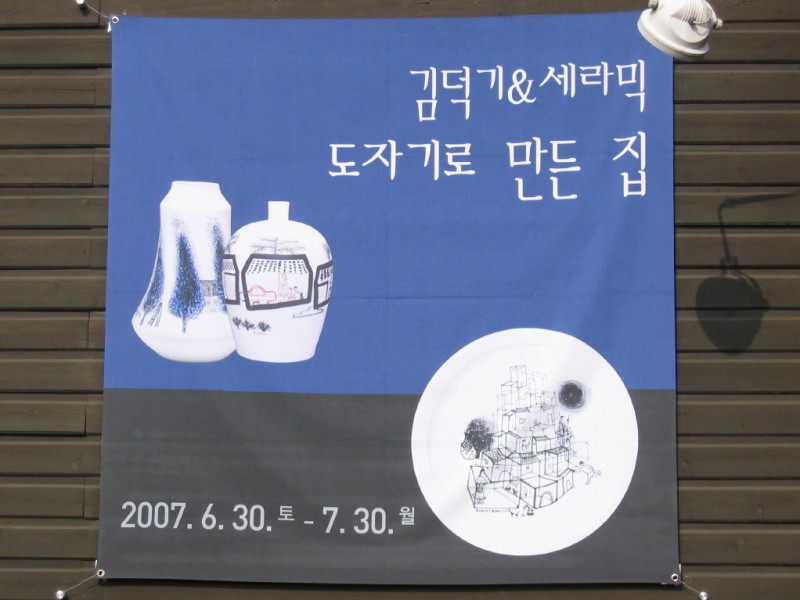 김덕기&세라믹
도자기로 만든 집
2007. 6. 30. 토 - 7. 30. 월